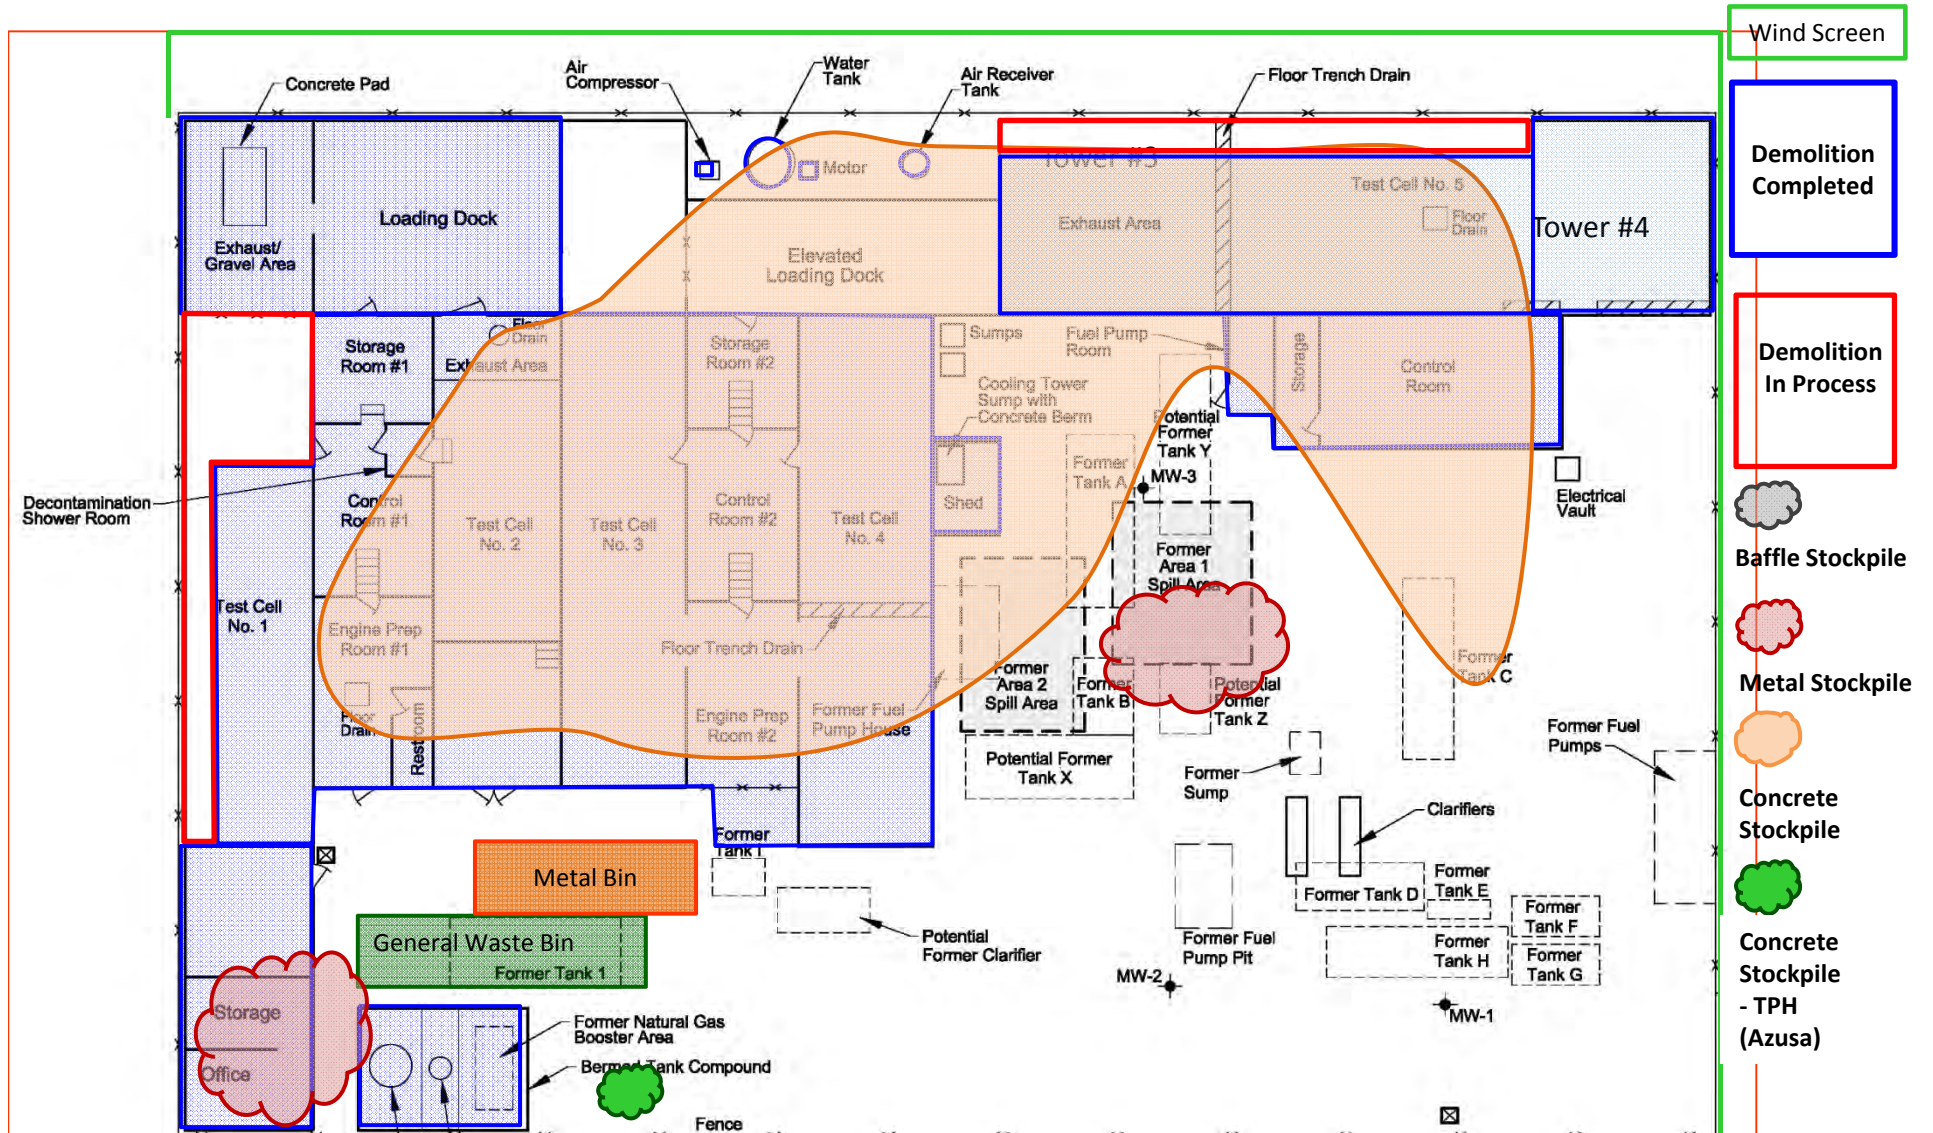 Wind Screen
Concrete Pad
Air
Compressor
Water
Tank
Air Receiver
Tank
Floor Trench Drain
Demolition
Completed
Tower #3
Motor
Test Cell No. 5
Loading Dock
Exhaust Area
Floor
Drain
Tower #4
Exhaust/
Gravel Area
Elevated
Loading Dock
Floor
Drain
Storage
Room #1
Exhaust Area
Storage
Room #2
Sumps
Fuel Pump
Room
Storage
Control
Room
Demolition
In Process
Cooling Tower
Sump with
Concrete Berm
Potential
Former
Tank Y
Former
Tank A
MW-3
Electrical
Vault
Decontamination
Shower Room
Control
Room #1
Test Cell
No. 2
Test Cell
No. 3
Control
Room #2
Test Cell
No. 4
Shed
Former
Area 1
Spill Area
Baffle Stockpile
Test Cell
No. 1
Engine Prep
Room #1
Floor Trench Drain
Former
Area 2
Spill Area
Former
Tank B
Potential
Former
Tank Z
Former
Tank C
Metal Stockpile
Floor
Drain
Restroom
Engine Prep
Room #2
Former Fuel
Pump House
Former Fuel
Pumps
Potential Former
Tank X
Former
Sump
Clarifiers
Concrete
Stockpile
Former
Tank I
Metal Bin
Former Tank D
Former
Tank E
Former
Tank F
General Waste Bin
Former Tank 1
Potential
Former Clarifier
Former Fuel
Pump Pit
Former
Tank H
Former
Tank G
MW-2
MW-1
Concrete
Stockpile
- TPH
(Azusa)
Storage
Office
Former Natural Gas
Booster Area
Bermed Tank Compound
Fence